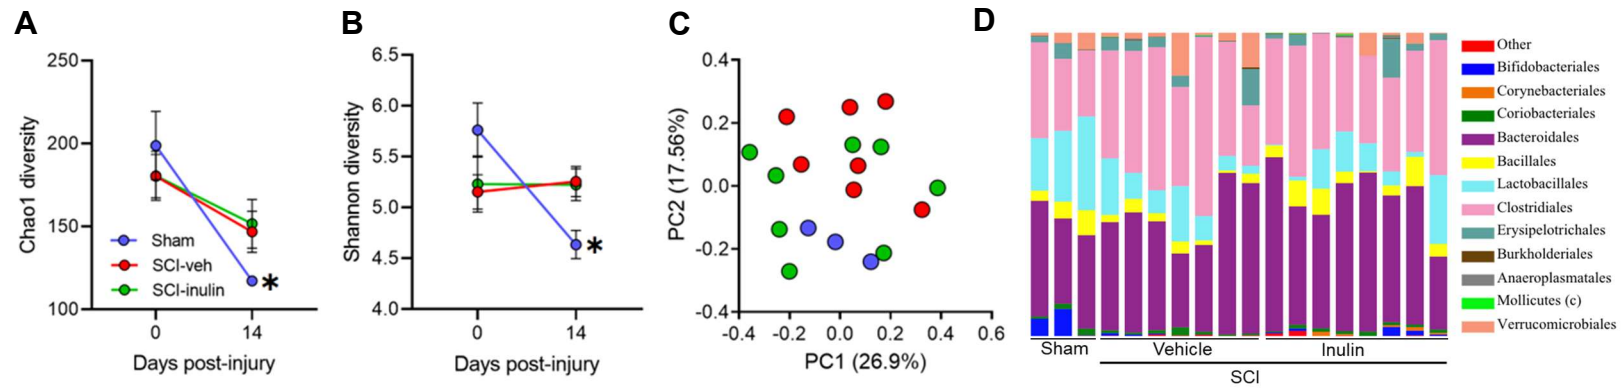 A
250
200
150
100
Chao1 diversity
Sham
SCI-veh
SCI-inulin
*
0
14
Days post-injury
B
6.5
6.0
5.5
5.0
4.5
4.0
Shannon diversity
*
0
14
Days post-injury
C
0.4
0.2
0.0
-0.2
-0.4
PC2 (17.56%)
-0.4
-0.2
0.0
0.2
0.4
0.6
PC1 (26.9%)
D
Sham
Vehicle
Inulin
SCI
Other
Bifidobacteriales
Corynebacteriales
Coriobacteriales
Bacteroidales
Bacillales
Lactobacillales
Clostridiales
Erysipelotrichales
Burkholderiales
Anaeroplasmatales
Mollicutes (c)
Verrucomicrobiales